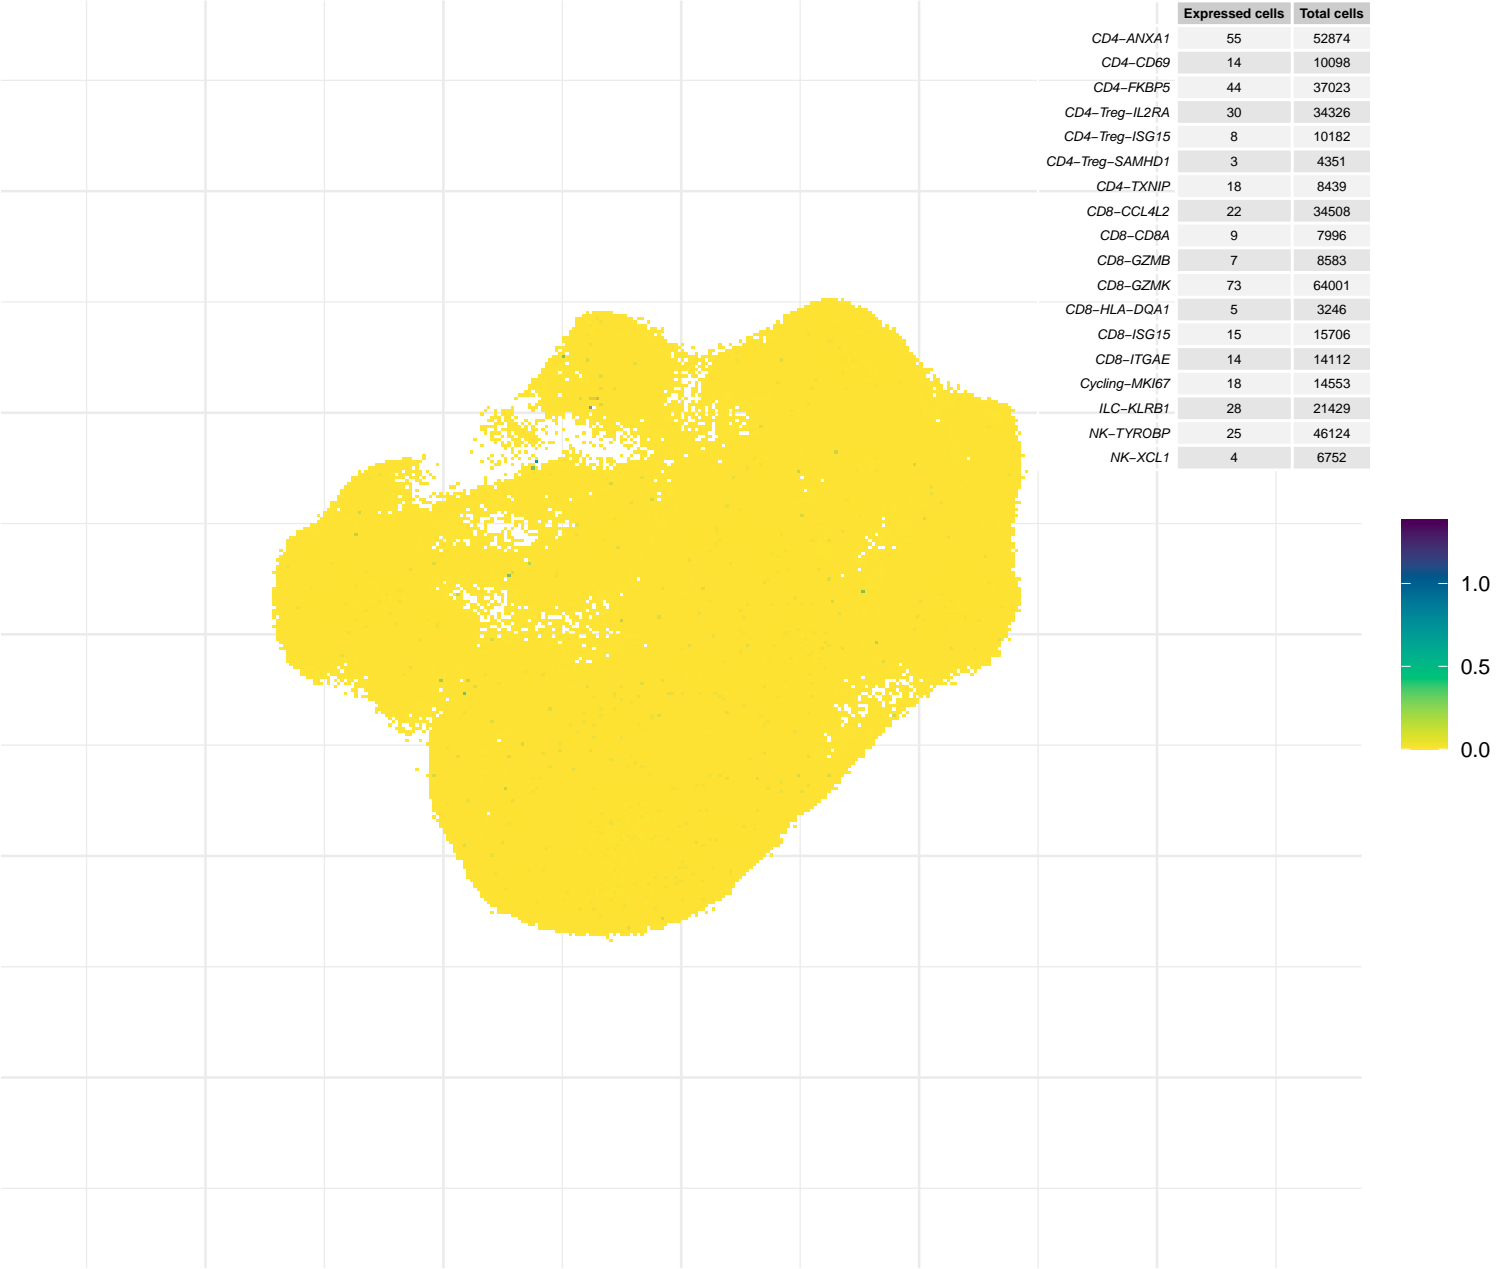 Expressed cells Total cells
CD4−ANXA1 55 52874
CD4−CD69 14 10098
CD4−FKBP5 44 37023
CD4−Treg−IL2RA 30 34326
CD4−Treg−ISG15 8 10182
CD4−Treg−SAMHD1 3 4351
CD4−TXNIP 18 8439
CD8−CCL4L2 22 34508
CD8−CD8A 9 7996
CD8−GZMB 7 8583
CD8−GZMK 73 64001
CD8−HLA−DQA1 5 3246
CD8−ISG15 15 15706
CD8−ITGAE 14 14112
Cycling−MKI67 18 14553
ILC−KLRB1 28 21429
NK−TYROBP 25 46124
NK−XCL1 4 6752
1.0
0.5
0.0